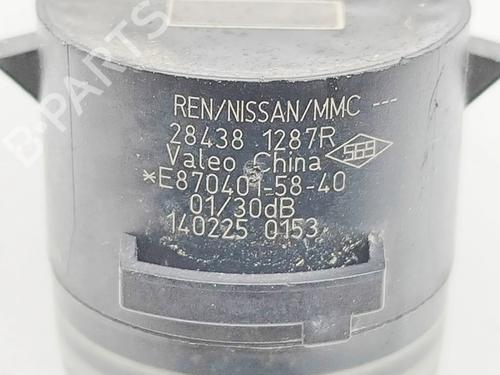 B-PARTS
REN/NISSAN/MMC ---
28438 1287R
Valeo China
*E870401-58-40
01/30dB
140225 0153